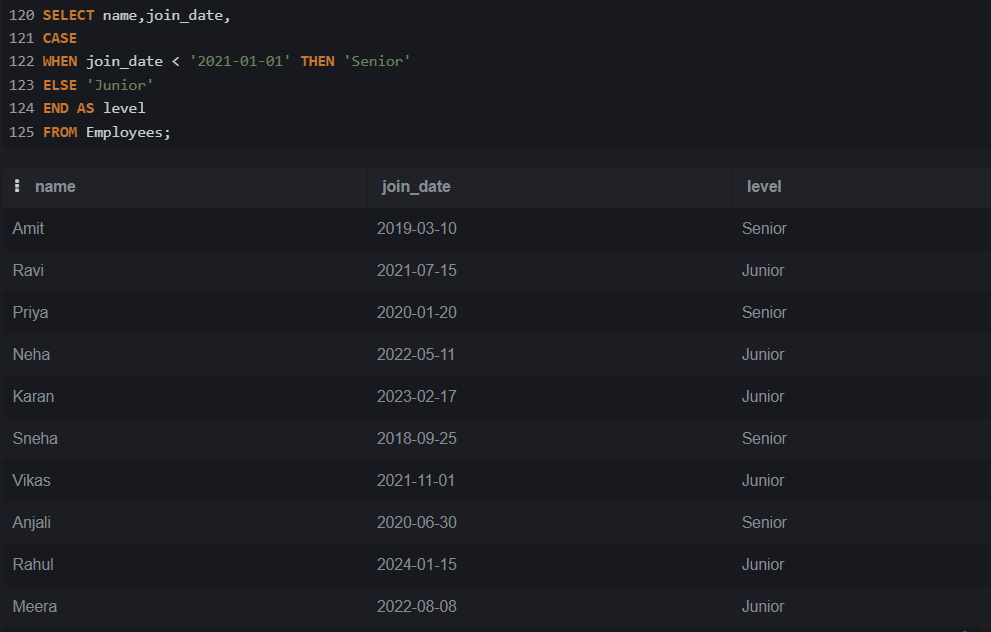 120 SELECT name,join_date,
121 CASE
122 WHEN join_date < '2021-01-01' THEN 'Senior'
123 ELSE 'Junior'
124 END AS level
125 FROM Employees;
name join_date level
Amit 2019-03-10 Senior
Ravi 2021-07-15 Junior
Priya 2020-01-20 Senior
Neha 2022-05-11 Junior
Karan 2023-02-17 Junior
Sneha 2018-09-25 Senior
Vikas 2021-11-01 Junior
Anjali 2020-06-30 Senior
Rahul 2024-01-15 Junior
Meera 2022-08-08 Junior